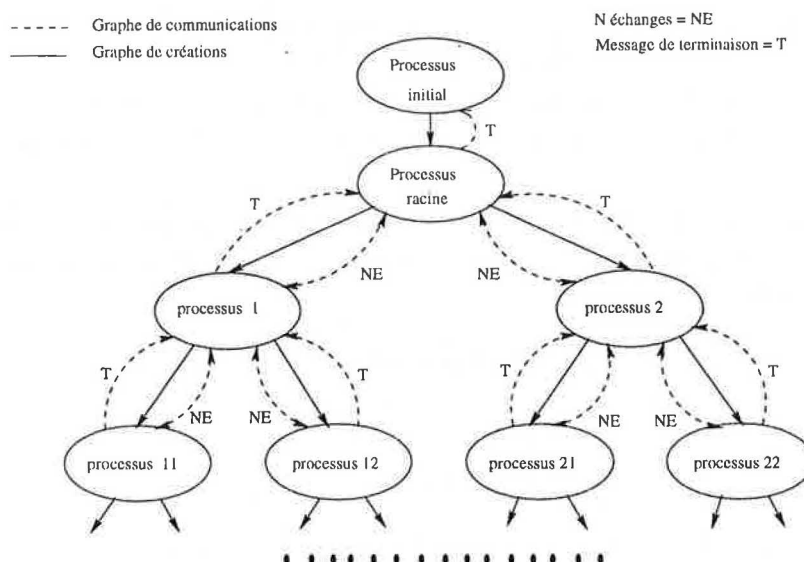 Graphe de communications
Graphe de créations
N échanges = NE
Message de terminaison = T
Processus
initial
T
Processus
racine
T
T
NE
NE
processus 1
processus 2
T
T
T
T
NE
NE
NE
NE
processus 11
processus 12
processus 21
processus 22